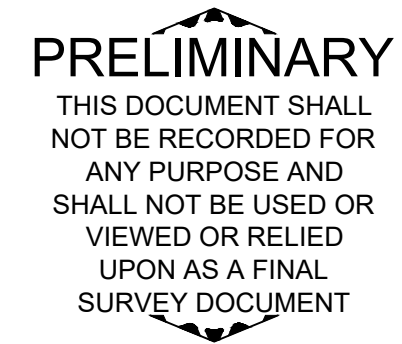 PRELIMINARY
THIS DOCUMENT SHALL
NOT BE RECORDED FOR
ANY PURPOSE AND
SHALL NOT BE USED OR
VIEWED OR RELIED
UPON AS A FINAL
SURVEY DOCUMENT